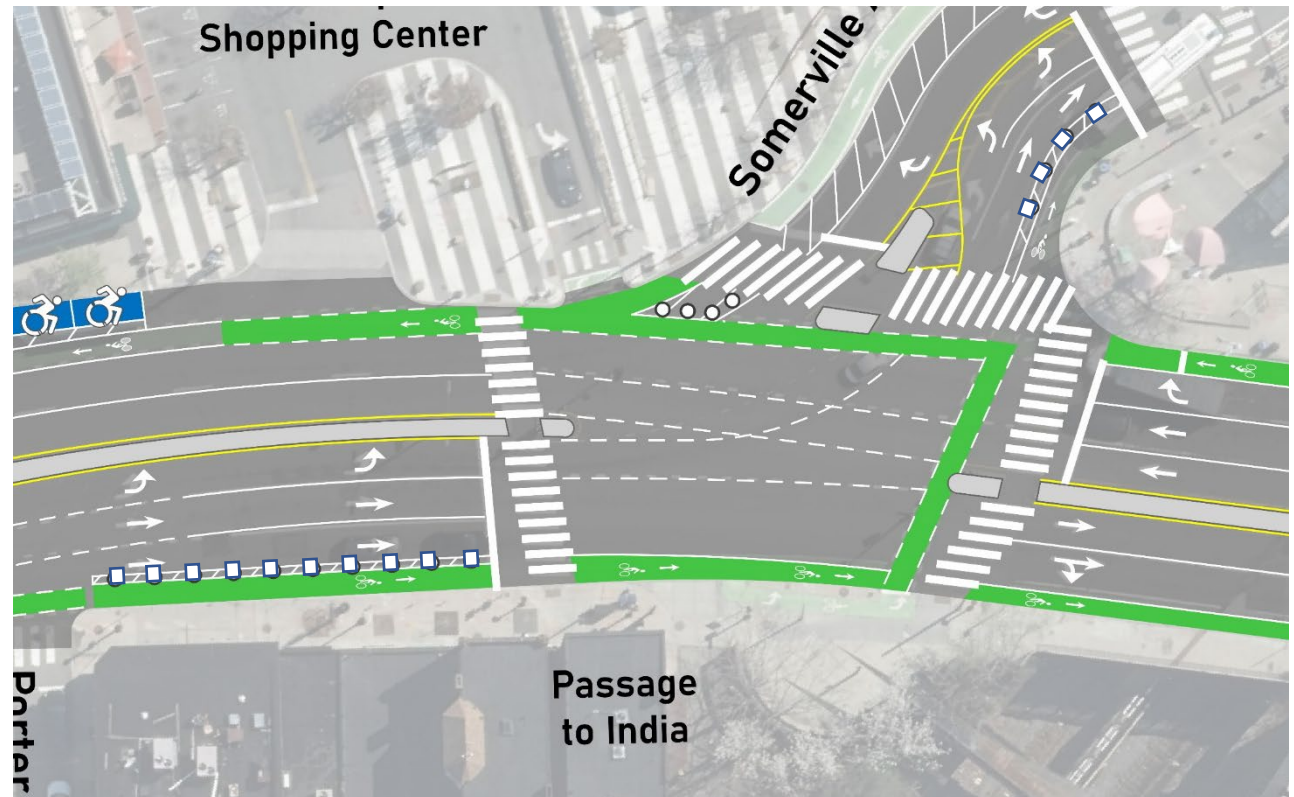 Shopping Center
Somerville
Passage
to India
Porter